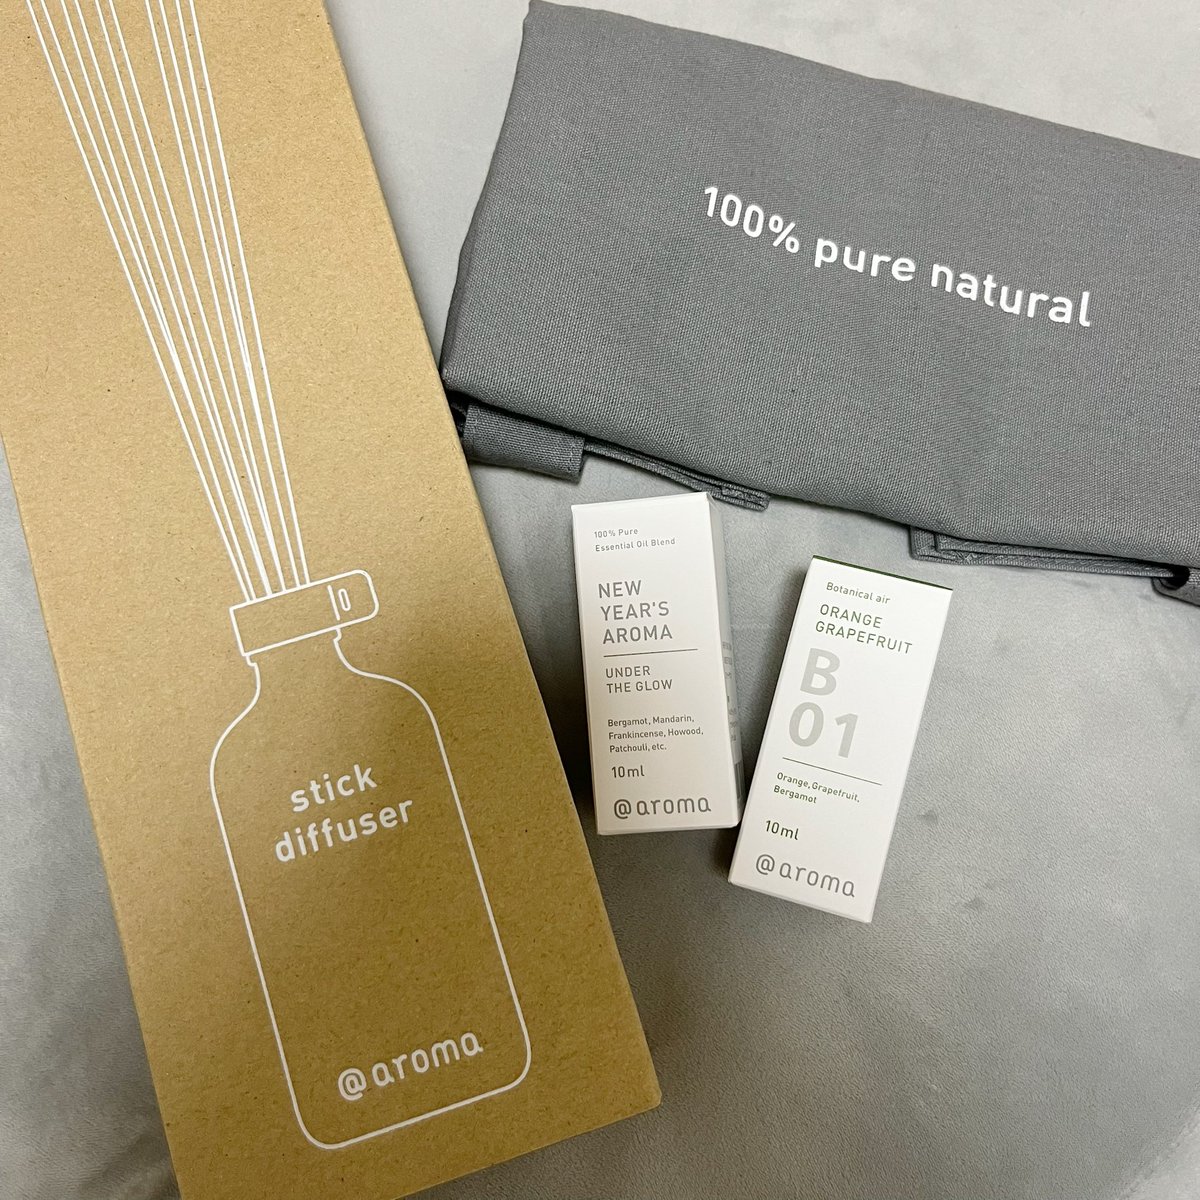 100% pure natural
stick
diffuser
@aroma
100% Pure
Essential Oil Blend
NEW
YEAR'S
AROMA
UNDER
THE GLOW
Bergamot, Mandarin,
Frankincense, Howood,
Patchouli, etc.
10ml
@aroma
Botanical air
ORANGE
GRAPEFRUIT
B
01
Orange, Grapefruit,
Bergamot
10ml
@aroma